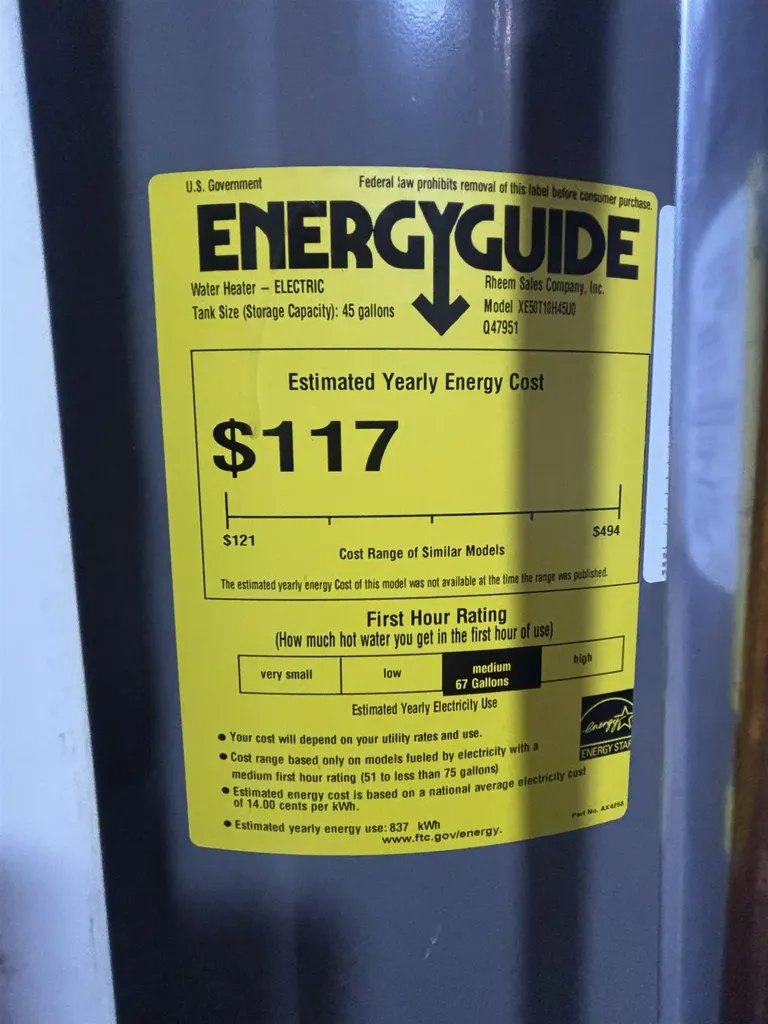 U.S. Government
Federal law prohibits removal of this label before consumer purchase.
ENERGYGUIDE
Water Heater – ELECTRIC
Tank Size (Storage Capacity): 45 gallons
Rheem Sales Company, Inc.
Model XE50T10H45U0
Q47951
Estimated Yearly Energy Cost
$117
$121
$494
Cost Range of Similar Models
The estimated yearly energy Cost of this model was not available at the time the range was published.
First Hour Rating
(How much hot water you get in the first hour of use)
very small
low
medium
67 Gallons
high
Estimated Yearly Electricity Use
energy
ENERGY STAR
● Your cost will depend on your utility rates and use.
● Cost range based only on models fueled by electricity with a
medium first hour rating (51 to less than 75 gallons)
● Estimated energy cost is based on a national average electricity cost
of 14.00 cents per kWh.
● Estimated yearly energy use: 837 kWh
www.ftc.gov/energy.
Part No.